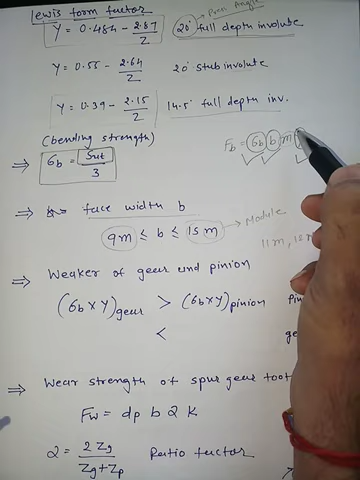 Lewis form factor
Y = 0.484 - 2.87/Z   20° full depth involute
Y = 0.55 - 2.64/Z   20° stub involute
Y = 0.39 - 2.15/Z   14.5° full depth inv.
(bending strength)
Fb = σb b m
⇒ σb = Sut/3
⇒ face width b
9m ≤ b ≤ 15m → Module
11m, 12
⇒ Weaker of gear and pinion
(σb x Y)gear > (σb x Y)pinion
<
⇒ Wear strength of spur gear toot
Fw = dp b Q K
Q = 2Zg/(Zg+Zp)   Ratio factor